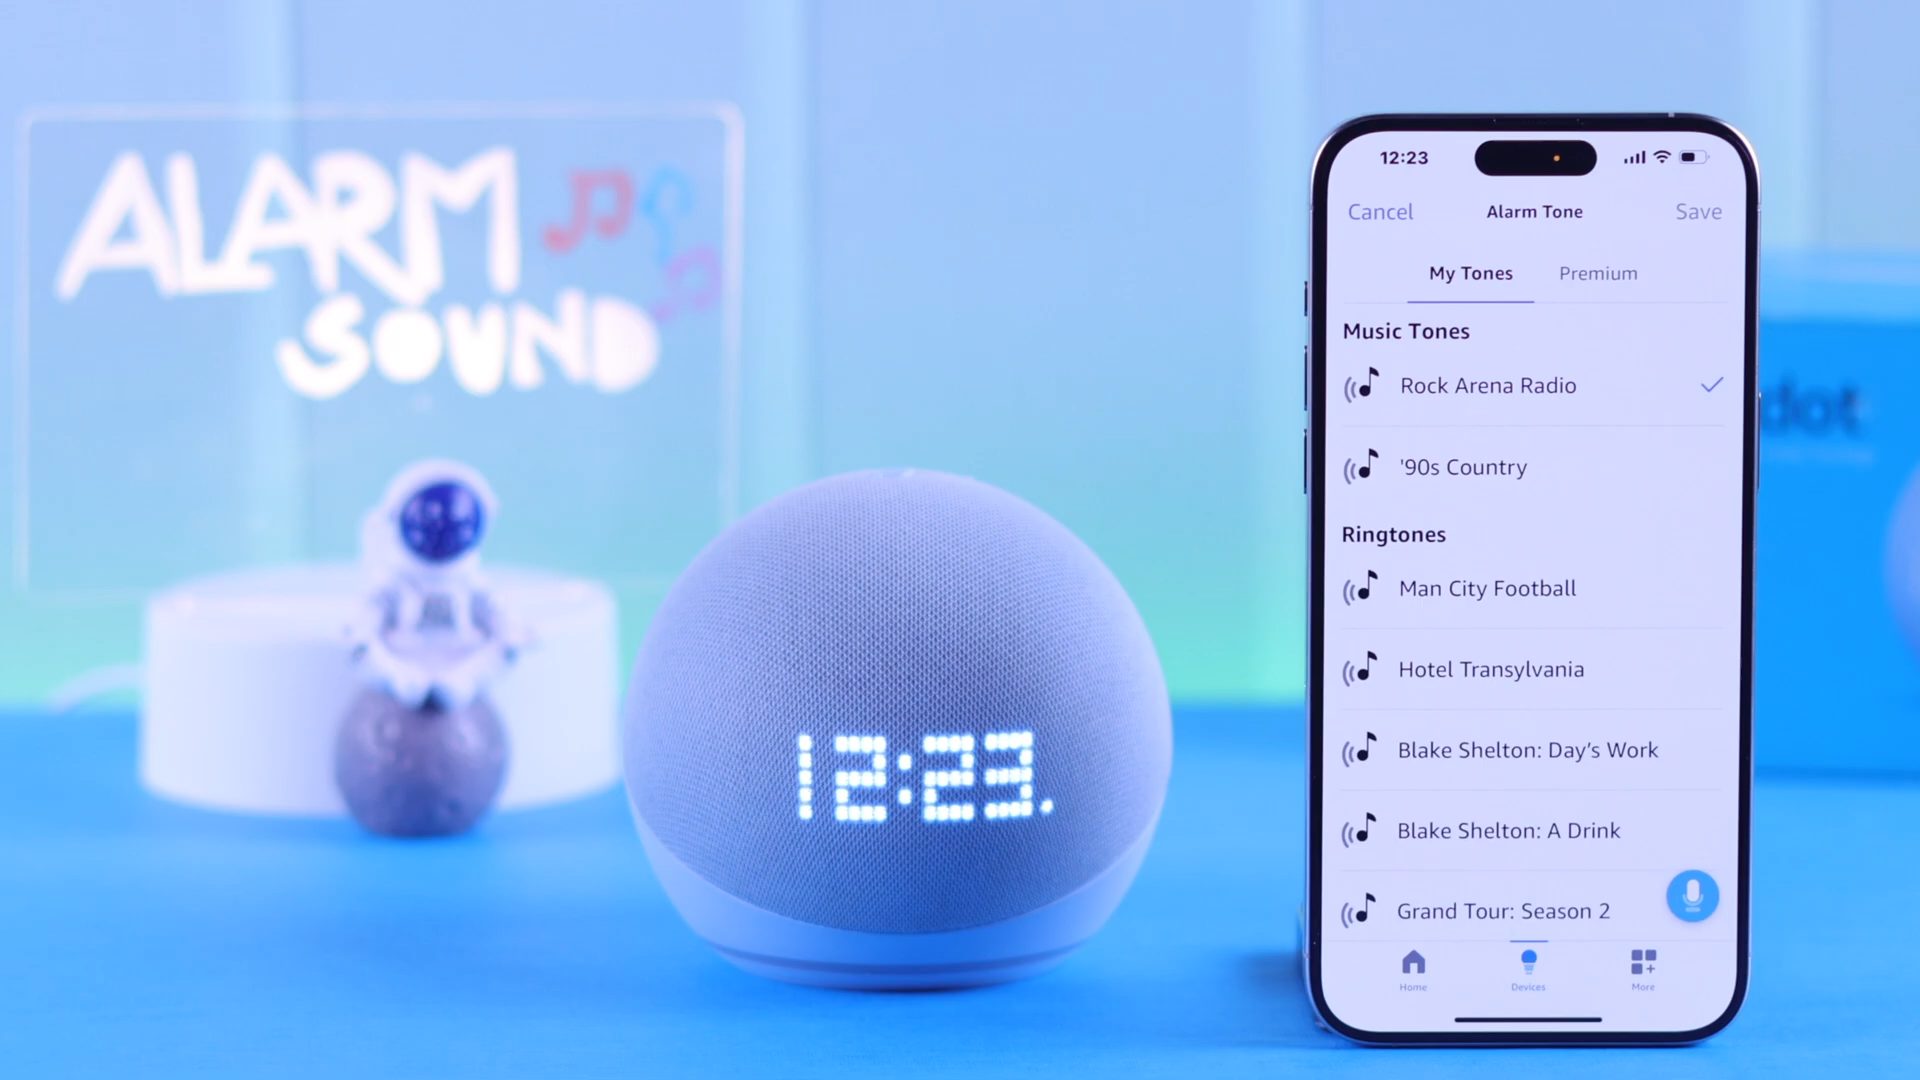 ALARM
SOUND
12:23.
12:23
Cancel
Alarm Tone
Save
My Tones
Premium
Music Tones
Rock Arena Radio
'90s Country
Ringtones
Man City Football
Hotel Transylvania
Blake Shelton: Day’s Work
Blake Shelton: A Drink
Grand Tour: Season 2
Home
Devices
More
dot